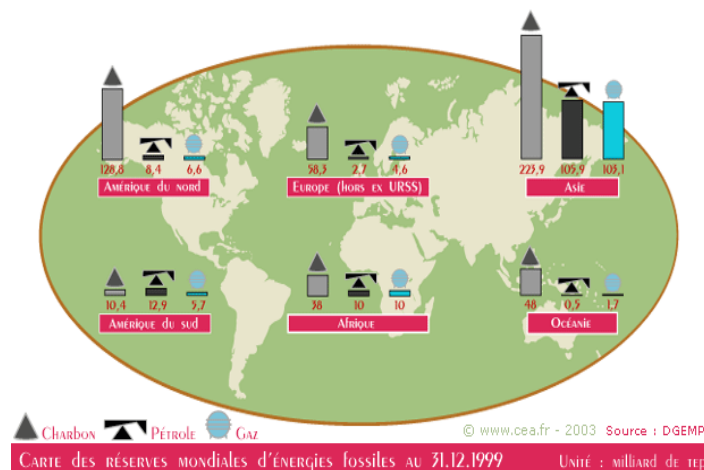 128,8 8,4 6,6
Amérique du nord
58,3 2,7 4,6
Europe (hors ex URSS)
223,9 105,9 103,1
Asie
10,4 12,9 5,7
Amérique du sud
38 10 10
Afrique
48 0,5 1,7
Océanie
Charbon Pétrole Gaz
© www.cea.fr - 2003 Source : DGEMP
Carte des réserves mondiales d'énergies fossiles au 31.12.1999 Unité : milliard de tep